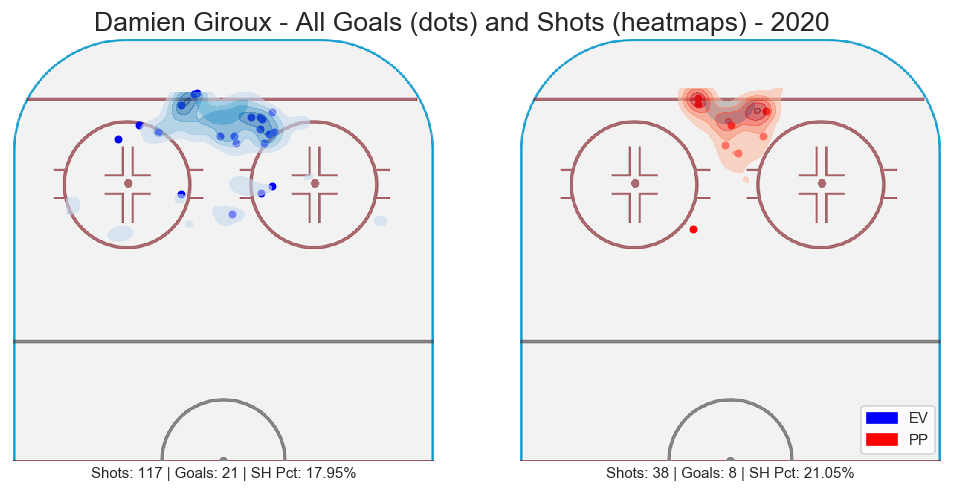 Damien Giroux - All Goals (dots) and Shots (heatmaps) - 2020
EV
PP
Shots: 117 | Goals: 21 | SH Pct: 17.95%
Shots: 38 | Goals: 8 | SH Pct: 21.05%